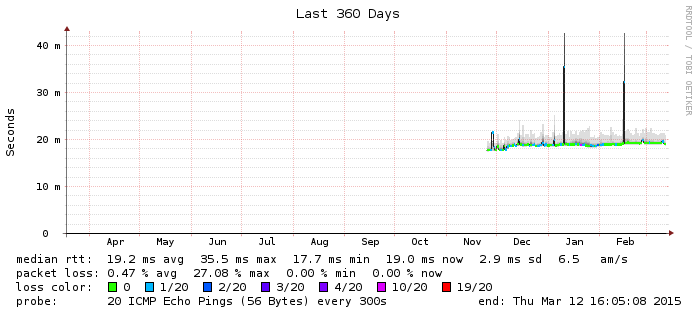 Last 360 Days
RRDTOOL / TOBI OETIKER
Seconds
40 m
30 m
20 m
10 m
0
Apr May Jun Jul Aug Sep Oct Nov Dec Jan Feb
median rtt: 19.2 ms avg 35.5 ms max 17.7 ms min 19.0 ms now 2.9 ms sd 6.5 am/s
packet loss: 0.47 % avg 27.08 % max 0.00 % min 0.00 % now
loss color: 0 1/20 2/20 3/20 4/20 10/20 19/20
probe: 20 ICMP Echo Pings (56 Bytes) every 300s end: Thu Mar 12 16:05:08 2015